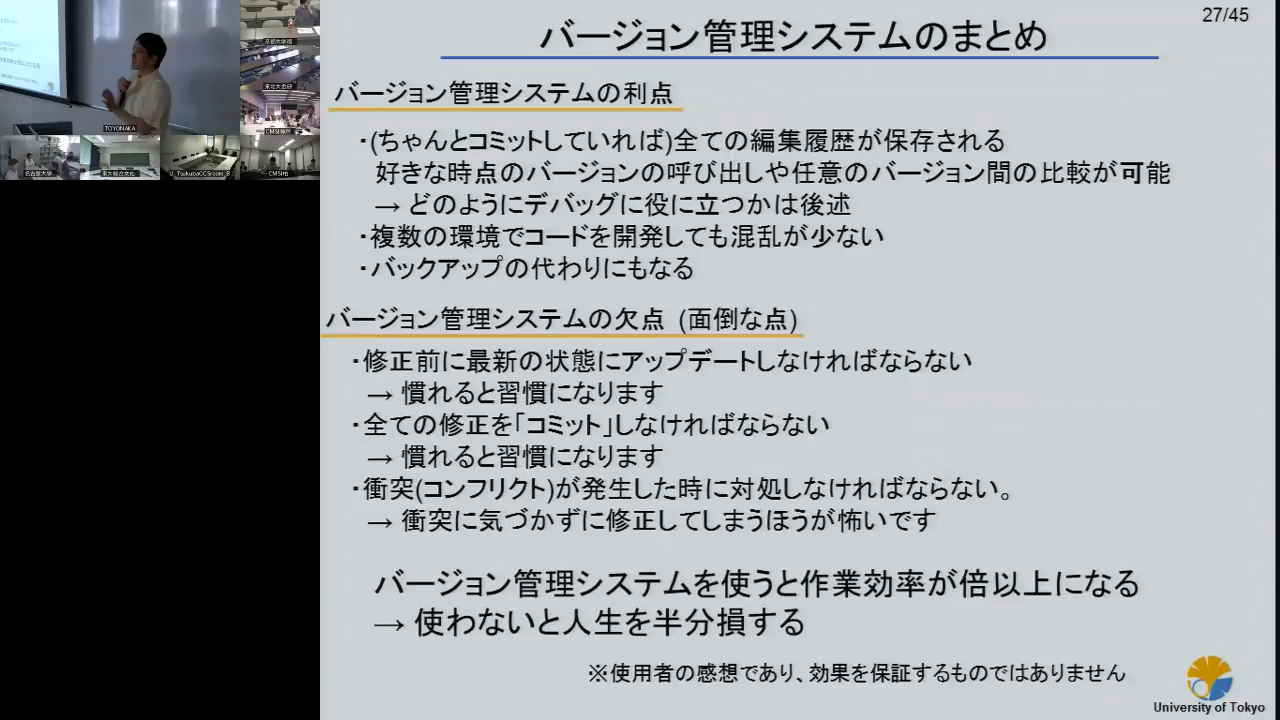 27/45
バージョン管理システムのまとめ
バージョン管理システムの利点
・(ちゃんとコミットしていれば)全ての編集履歴が保存される
好きな時点のバージョンの呼び出しや任意のバージョン間の比較が可能
→ どのようにデバッグに役に立つかは後述
・複数の環境でコードを開発しても混乱が少ない
・バックアップの代わりにもなる
バージョン管理システムの欠点 (面倒な点)
・修正前に最新の状態にアップデートしなければならない
→ 慣れると習慣になります
・全ての修正を「コミット」しなければならない
→ 慣れると習慣になります
・衝突(コンフリクト)が発生した時に対処しなければならない。
→ 衝突に気づかずに修正してしまうほうが怖いです
バージョン管理システムを使うと作業効率が倍以上になる
→ 使わないと人生を半分損する
※使用者の感想であり、効果を保証するものではありません
University of Tokyo
TOYONAKA
名古屋大学
U_TsukubaCCSroom_B
CMSI柏